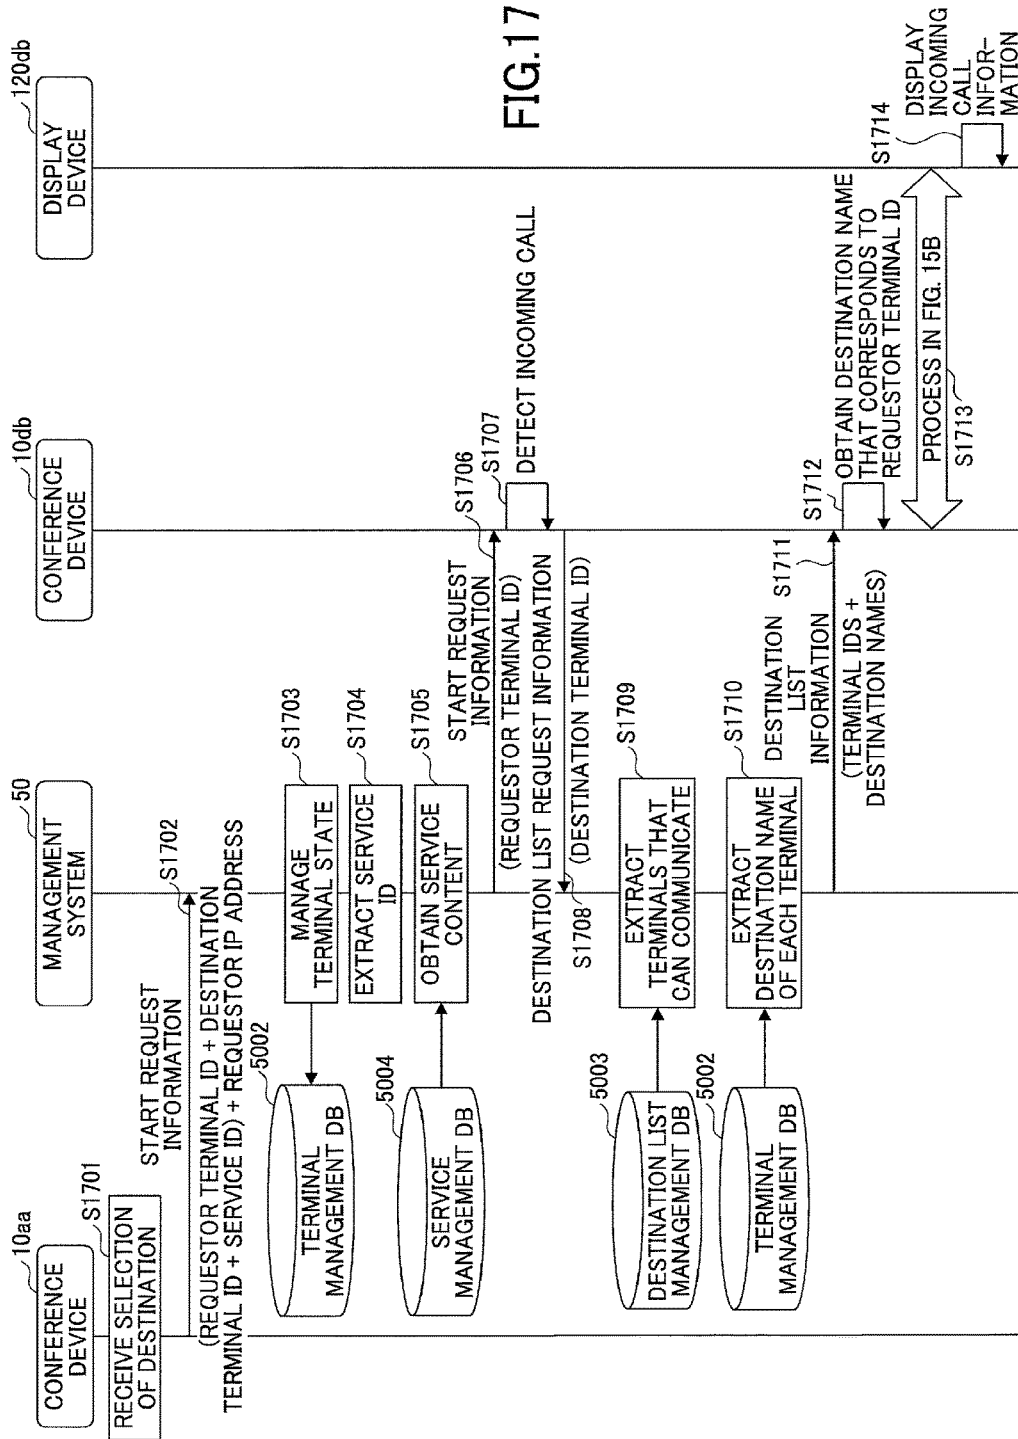 FIG.17
10aa
CONFERENCE
DEVICE
50
MANAGEMENT
SYSTEM
10db
CONFERENCE
DEVICE
120db
DISPLAY
DEVICE
S1701
RECEIVE SELECTION
OF DESTINATION
START REQUEST
INFORMATION
S1702
(REQUESTOR TERMINAL ID + DESTINATION
TERMINAL ID + SERVICE ID) + REQUESTOR IP ADDRESS
5002
TERMINAL
MANAGEMENT DB
S1703
MANAGE
TERMINAL STATE
S1704
EXTRACT SERVICE
ID
5004
SERVICE
MANAGEMENT DB
S1705
OBTAIN SERVICE
CONTENT
START REQUEST
INFORMATION
S1706
(REQUESTOR TERMINAL ID)
S1707
DETECT INCOMING CALL
DESTINATION LIST REQUEST INFORMATION
S1708
(DESTINATION TERMINAL ID)
5003
DESTINATION LIST
MANAGEMENT DB
S1709
EXTRACT
TERMINALS THAT
CAN COMMUNICATE
5002
TERMINAL
MANAGEMENT DB
S1710
EXTRACT
DESTINATION NAME
OF EACH TERMINAL
DESTINATION
LIST
INFORMATION
S1711
(TERMINAL IDS +
DESTINATION NAMES)
S1712
OBTAIN DESTINATION NAME
THAT CORRESPONDS TO
REQUESTOR TERMINAL ID
PROCESS IN FIG. 15B
S1713
S1714
DISPLAY
INCOMING
CALL
INFOR-
MATION